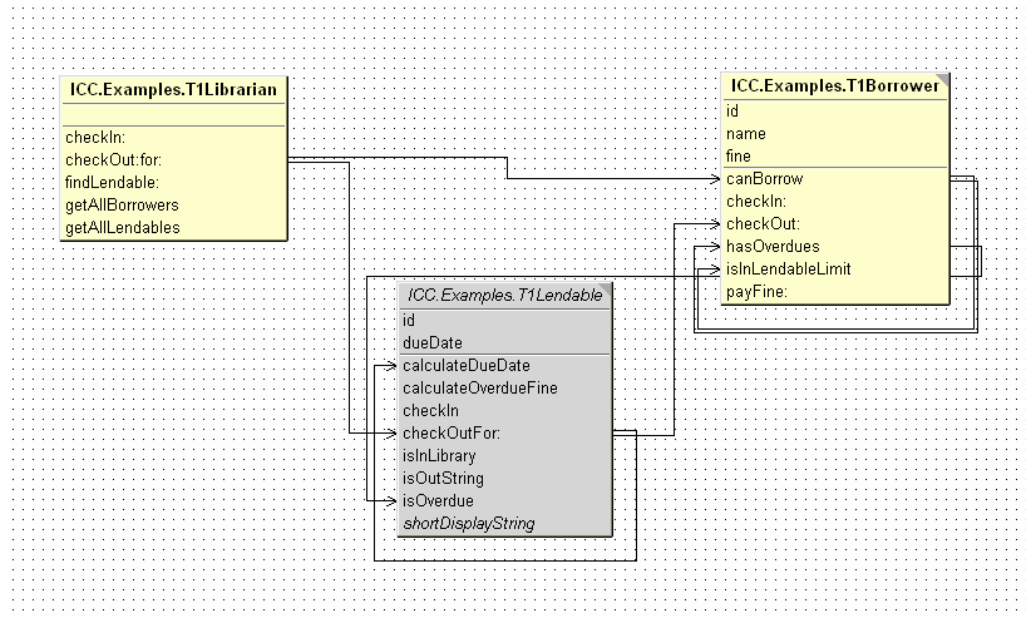 ICC.Examples.T1Librarian
checkIn:
checkOut:for:
findLendable:
getAllBorrowers
getAllLendables
ICC.Examples.T1Borrower
id
name
fine
canBorrow
checkIn:
checkOut:
hasOverdues
isInLendableLimit
payFine:
ICC.Examples.T1Lendable
id
dueDate
calculateDueDate
calculateOverdueFine
checkIn
checkOutFor:
isInLibrary
isOutString
isOverdue
shortDisplayString